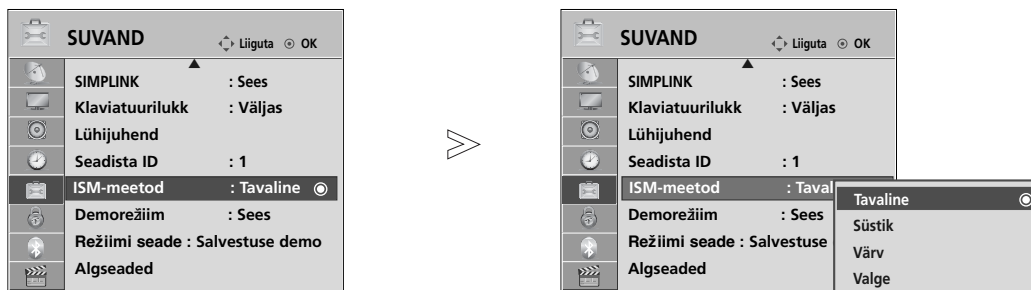 SUVAND Liiguta OK
SIMPLINK : Sees
Klaviatuurilukk : Väljas
Lühijuhend
Seadista ID : 1
ISM-meetod : Tavaline
Demorežiim : Sees
Režiimi seade : Salvestuse demo
Algseaded
SUVAND Liiguta OK
SIMPLINK : Sees
Klaviatuurilukk : Väljas
Lühijuhend
Seadista ID : 1
ISM-meetod : Taval
Demorežiim : Sees
Režiimi seade : Salvestuse
Algseaded
Tavaline
Süstik
Värv
Valge